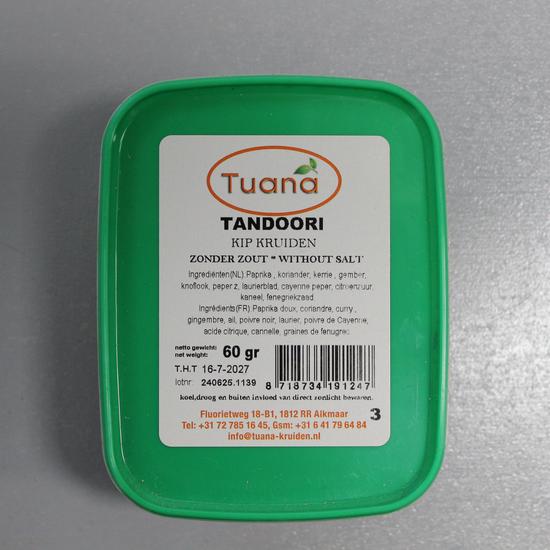 Tuana
TANDOORI
KIP KRUIDEN
ZONDER ZOUT * WITHOUT SALT
Ingrediënten(NL) Paprika , koriander, kerrie , gember,
knoflook, peper z, laurierblad, cayenne peper, citroenzuur,
kaneel, fenegriekzaad
Ingrédients(FR) Paprika doux, coriandre, curry ,
gingembre, ail, poivre noir, laurier, poivre de Cayenne,
acide citrique, cannelle, graines de fenugrec
netto gewicht:
net weight:
60 gr
T.H.T 16-7-2027
lotnr: 240625.1139
8 718734 191247
koel,droog en buiten invloed van direct zonlicht bewaren.
3
Fluorietweg 18-B1, 1812 RR Alkmaar
Tel: +31 72 785 16 45, Gsm: +31 6 41 79 64 84
info@tuana-kruiden.nl